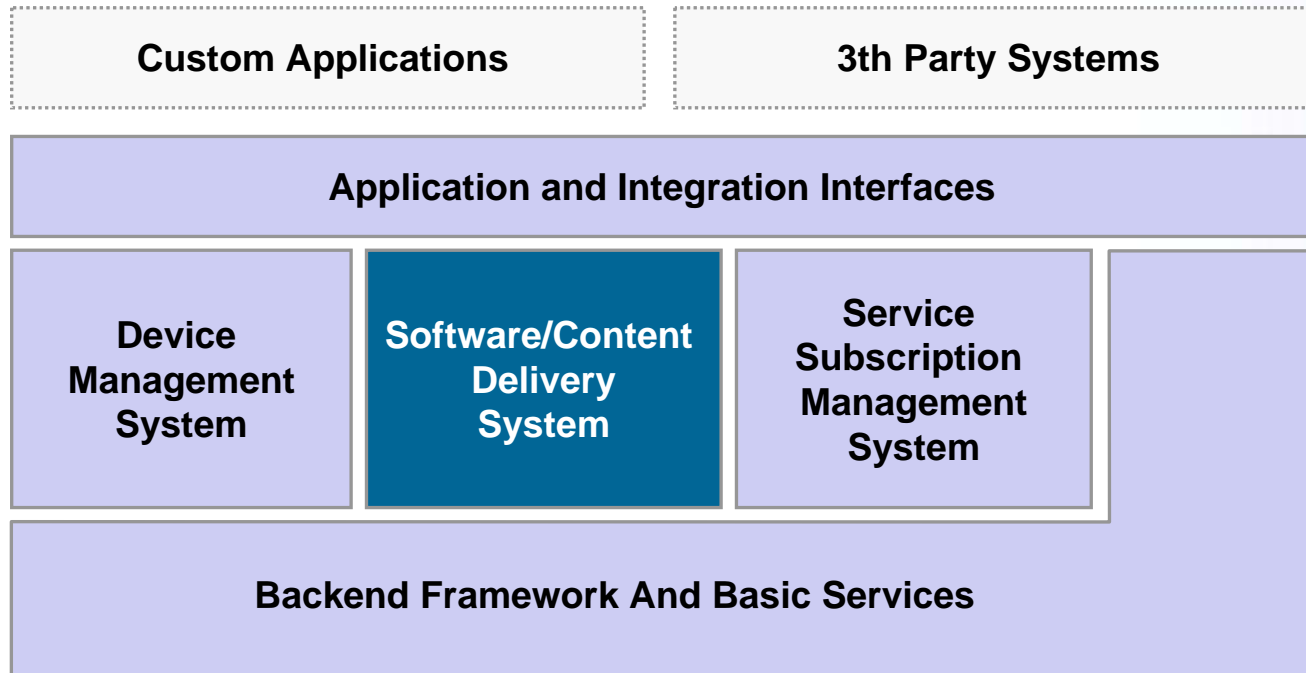 Custom Applications
3th Party Systems
Application and Integration Interfaces
Device
Management
System
Software/Content
Delivery
System
Service
Subscription
Management
System
Backend Framework And Basic Services